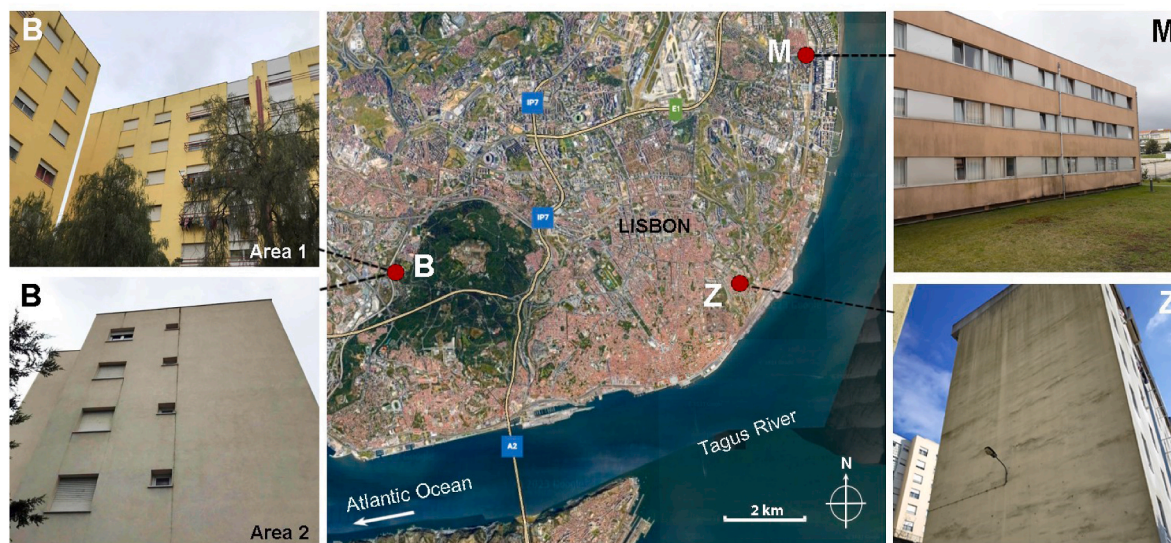 B
Area 1
B
Area 2
M
IP7
E1
IP7
LISBON
B
Z
A2
Tagus River
Atlantic Ocean
N
2 km
M
Z